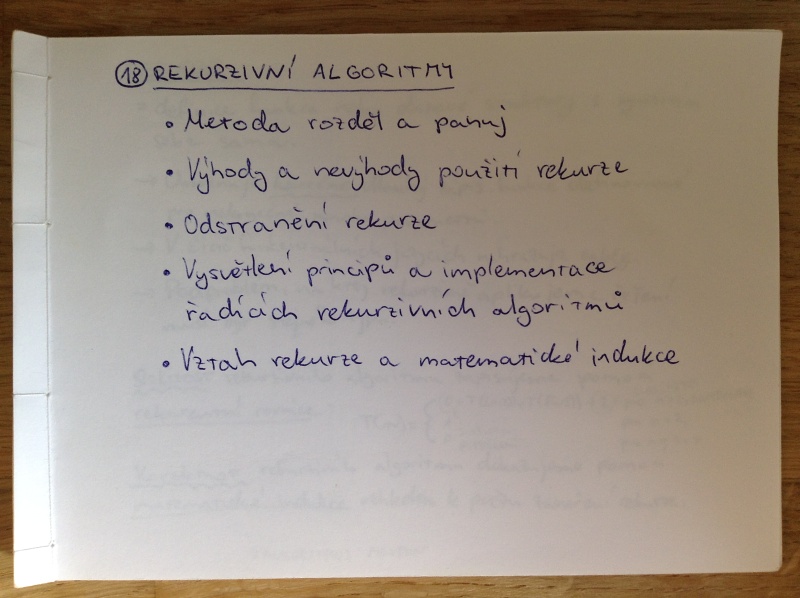 18 REKURZIVNÍ ALGORITMY
• Metoda rozděl a panuj
• Výhody a nevýhody použití rekurze
• Odstranění rekurze
• Vysvětlení principů a implementace
řadících rekurzivních algoritmů
• Vztah rekurze a matematické indukce